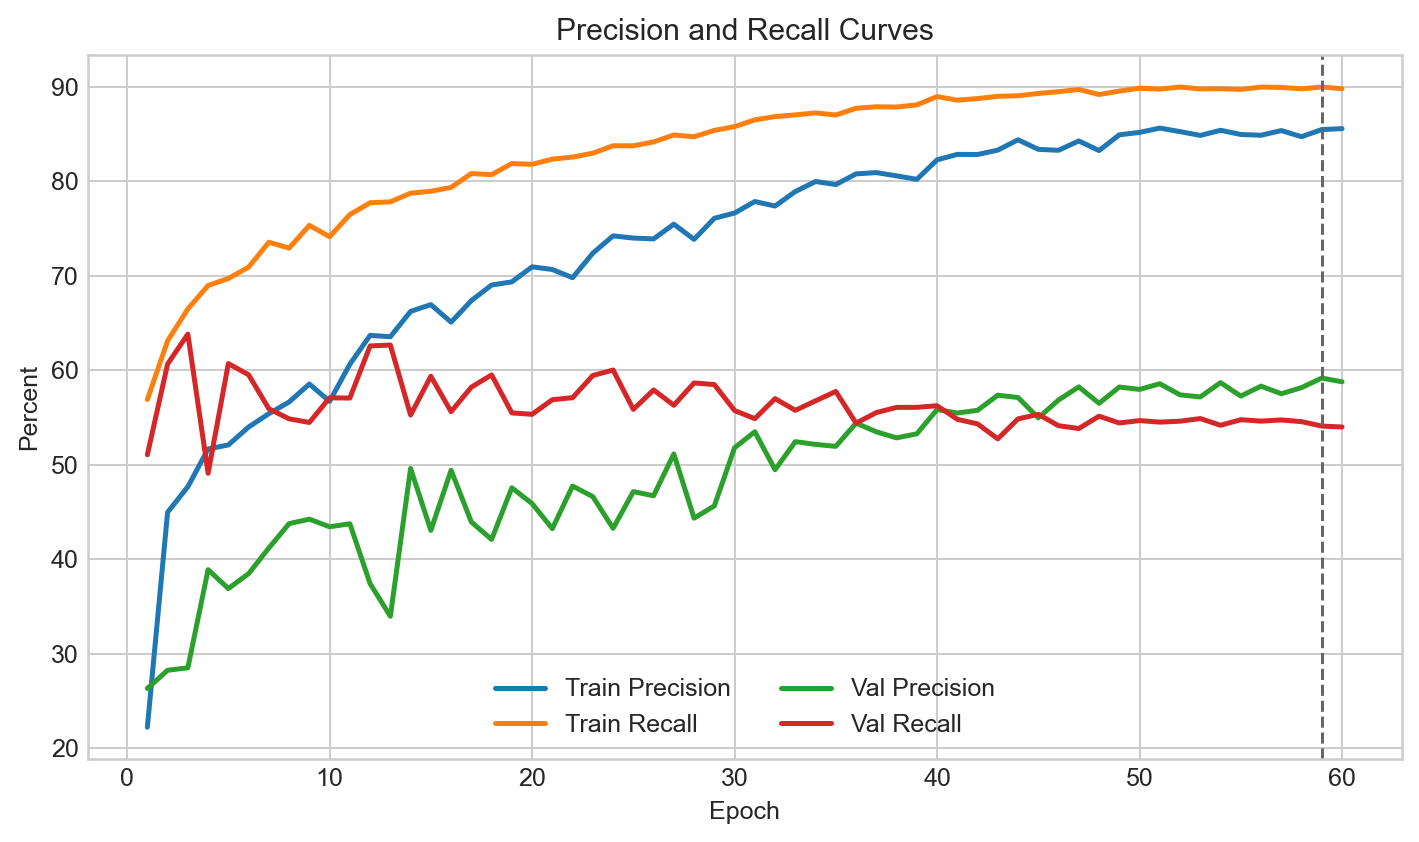 Precision and Recall Curves
90
80
70
60
50
40
30
20
Percent
Train Precision
Train Recall
Val Precision
Val Recall
0 10 20 30 40 50 60
Epoch